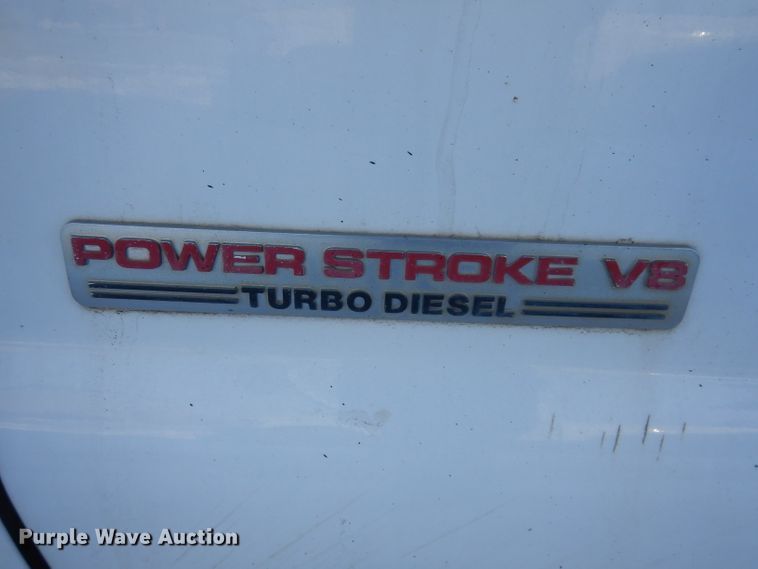 POWER STROKE V8
TURBO DIESEL
Purple Wave Auction